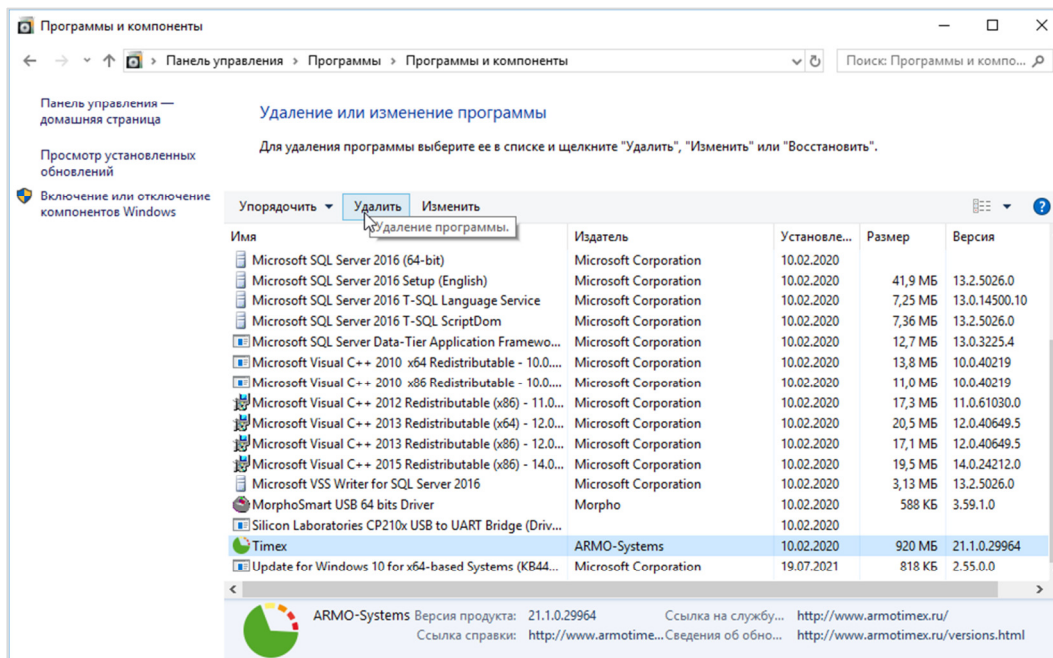 Программы и компоненты
Панель управления > Программы > Программы и компоненты
Поиск: Программы и компо...
Панель управления —
домашняя страница
Просмотр установленных
обновлений
Включение или отключение
компонентов Windows
Удаление или изменение программы
Для удаления программы выберите ее в списке и щелкните "Удалить", "Изменить" или "Восстановить".
Упорядочить Удалить Изменить
Удаление программы.
Имя Издатель Установле... Размер Версия
Microsoft SQL Server 2016 (64-bit) Microsoft Corporation 10.02.2020
Microsoft SQL Server 2016 Setup (English) Microsoft Corporation 10.02.2020 41,9 МБ 13.2.5026.0
Microsoft SQL Server 2016 T-SQL Language Service Microsoft Corporation 10.02.2020 7,25 МБ 13.0.14500.10
Microsoft SQL Server 2016 T-SQL ScriptDom Microsoft Corporation 10.02.2020 7,36 МБ 13.2.5026.0
Microsoft SQL Server Data-Tier Application Framewo... Microsoft Corporation 10.02.2020 12,7 МБ 13.0.3225.4
Microsoft Visual C++ 2010 x64 Redistributable - 10.0.... Microsoft Corporation 10.02.2020 13,8 МБ 10.0.40219
Microsoft Visual C++ 2010 x86 Redistributable - 10.0.... Microsoft Corporation 10.02.2020 11,0 МБ 10.0.40219
Microsoft Visual C++ 2012 Redistributable (x86) - 11.0... Microsoft Corporation 10.02.2020 17,3 МБ 11.0.61030.0
Microsoft Visual C++ 2013 Redistributable (x64) - 12.0... Microsoft Corporation 10.02.2020 20,5 МБ 12.0.40649.5
Microsoft Visual C++ 2013 Redistributable (x86) - 12.0... Microsoft Corporation 10.02.2020 17,1 МБ 12.0.40649.5
Microsoft Visual C++ 2015 Redistributable (x86) - 14.0... Microsoft Corporation 10.02.2020 19,5 МБ 14.0.24212.0
Microsoft VSS Writer for SQL Server 2016 Microsoft Corporation 10.02.2020 3,13 МБ 13.2.5026.0
MorphoSmart USB 64 bits Driver Morpho 10.02.2020 588 КБ 3.59.1.0
Silicon Laboratories CP210x USB to UART Bridge (Driv... 10.02.2020
Timex ARMO-Systems 10.02.2020 920 МБ 21.1.0.29964
Update for Windows 10 for x64-based Systems (KB44... Microsoft Corporation 19.07.2021 818 КБ 2.55.0.0
ARMO-Systems Версия продукта: 21.1.0.29964 Ссылка на службу... http://www.armotimex.ru/
Ссылка справки: http://www.armotime... Сведения об обно... http://www.armotimex.ru/versions.html